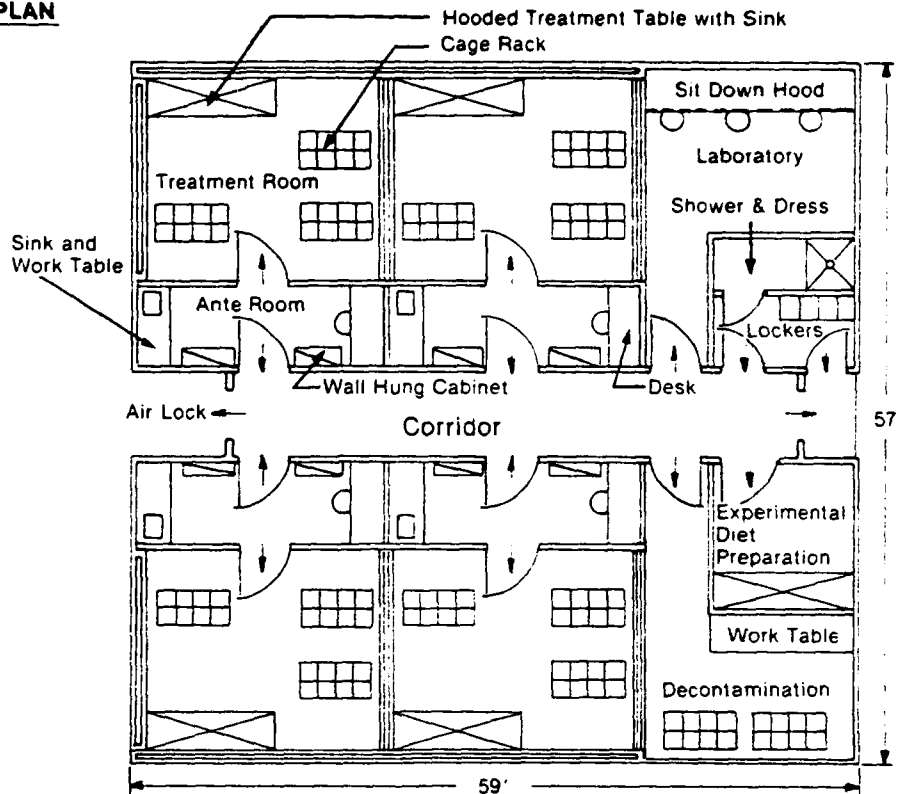 PLAN
Hooded Treatment Table with Sink
Cage Rack
Sit Down Hood
Laboratory
Treatment Room
Shower & Dress
Sink and
Work Table
Ante Room
Lockers
Wall Hung Cabinet
Desk
Air Lock
Corridor
57
Experimental
Diet
Preparation
Work Table
Decontamination
59'